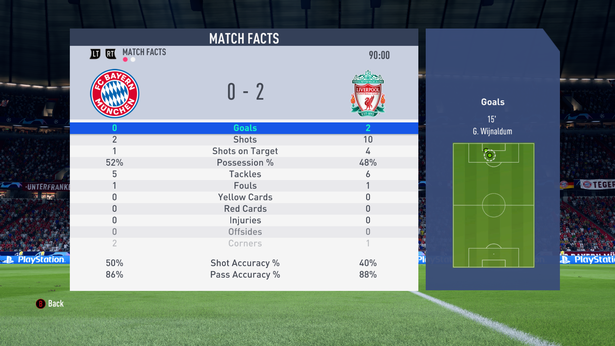 MATCH FACTS
LT RT MATCH FACTS
90:00
FC BAYERN
MÜNCHEN
0 - 2
LIVERPOOL
0 Goals 2
2 Shots 10
1 Shots on Target 4
52% Possession % 48%
5 Tackles 6
1 Fouls 1
0 Yellow Cards 0
0 Red Cards 0
0 Injuries 0
0 Offsides 0
2 Corners 1
50% Shot Accuracy % 40%
86% Pass Accuracy % 88%
Goals
15'
G. Wijnaldum
UNTERFRANK
TEGER
PlayStation
PlayStation
B Back